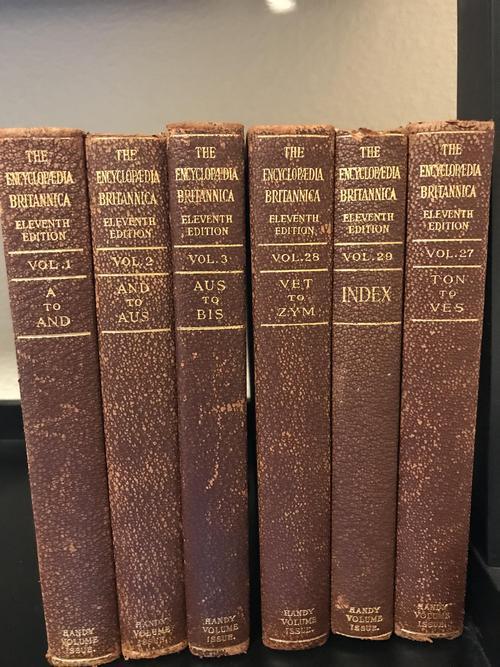 THE
ENCYCLOPÆDIA
BRITANNICA
ELEVENTH
EDITION
VOL.1
A
TO
AND
HANDY
VOLUME
ISSUE.
THE
ENCYCLOPÆDIA
BRITANNICA
ELEVENTH
EDITION
VOL.2
AND
TO
AUS
HANDY
VOLUME
ISSUE.
THE
ENCYCLOPÆDIA
BRITANNICA
ELEVENTH
EDITION
VOL.3
AUS
TO
BIS
HANDY
VOLUME
ISSUE.
THE
ENCYCLOPÆDIA
BRITANNICA
ELEVENTH
EDITION
VOL.28
VET
TO
ZYM
HANDY
VOLUME
ISSUE.
THE
ENCYCLOPÆDIA
BRITANNICA
ELEVENTH
EDITION
VOL.29
INDEX
HANDY
VOLUME
ISSUE.
THE
ENCYCLOPÆDIA
BRITANNICA
ELEVENTH
EDITION
VOL.27
TON
TO
VES
HANDY
VOLUME
ISSUE.